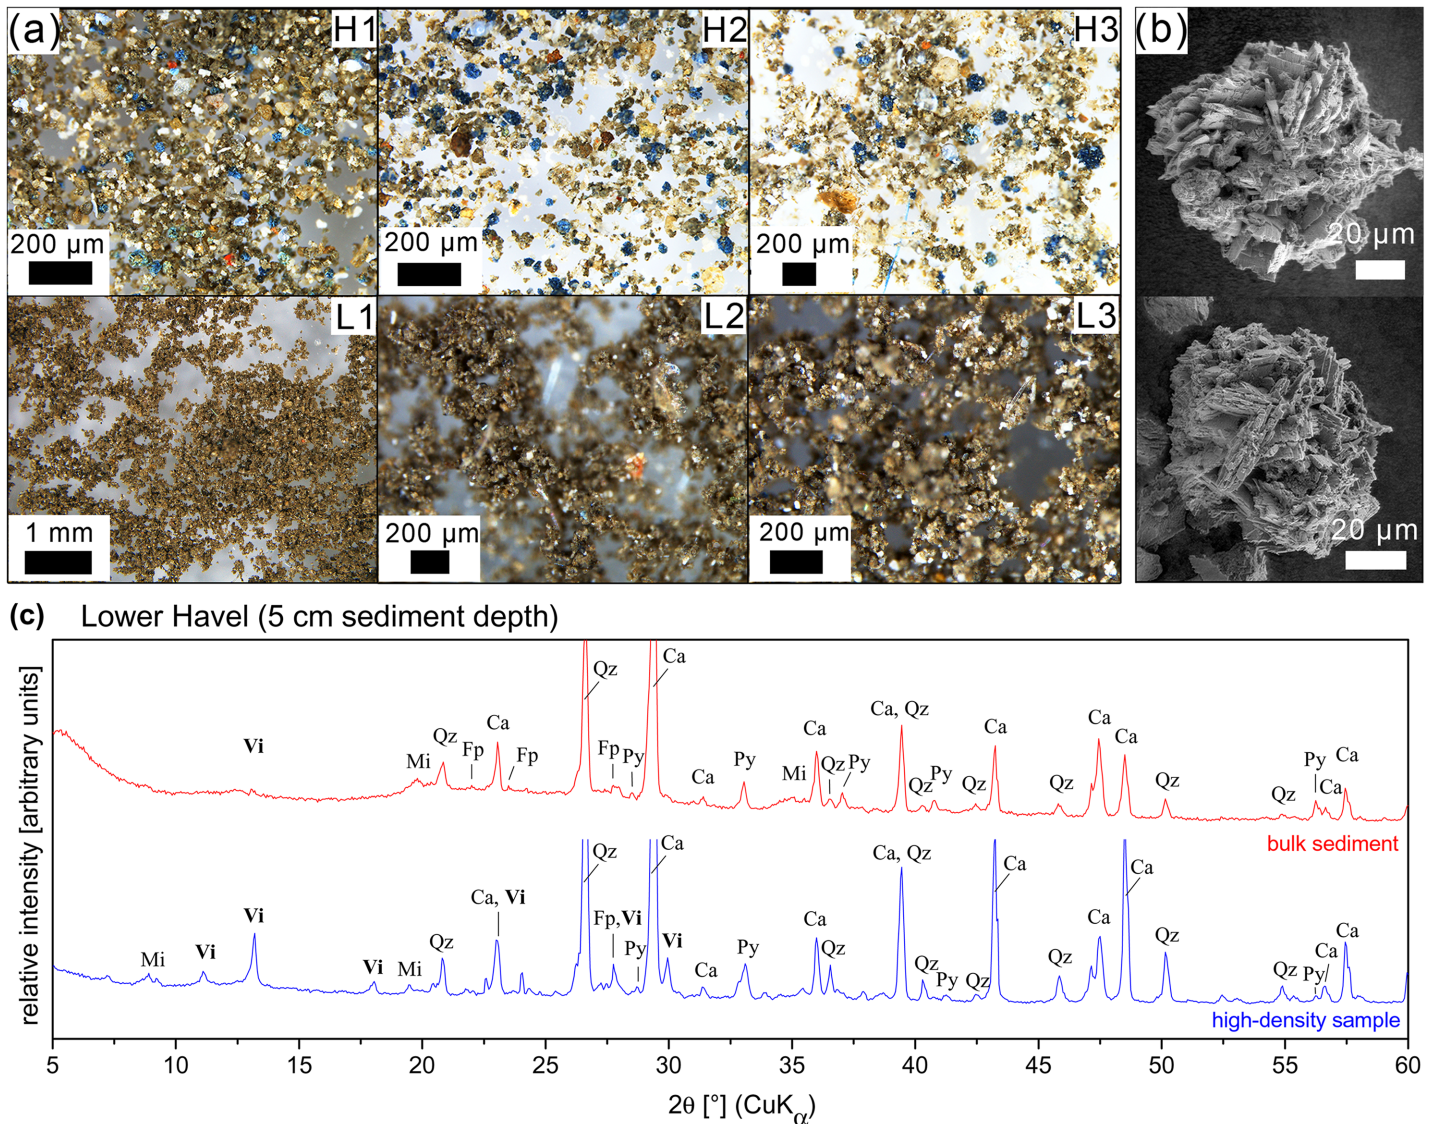 (a)
H1
H2
H3
(b)
200 μm
200 μm
200 μm
20 μm
L1
L2
L3
1 mm
200 μm
200 μm
20 μm
(c) Lower Havel (5 cm sediment depth)
relative intensity [arbitrary units]
Vi
Mi
Qz
Fp
Ca
Fp
Qz
Fp
Py
Ca
Ca
Py
Mi
Ca
Qz
Py
Ca, Qz
Qz
Py
Qz
Ca
Qz
Ca
Ca
Qz
Qz
Py
Ca
Ca
bulk sediment
Mi
Vi
Vi
Vi
Mi
Qz
Ca, Vi
Qz
Fp,Vi
Py
Ca
Vi
Ca
Py
Ca
Qz
Ca, Qz
Qz
Py
Qz
Ca
Qz
Ca
Ca
Qz
Qz
Py
Ca
Ca
high-density sample
5 10 15 20 25 30 35 40 45 50 55 60
2θ [°] (CuKα)